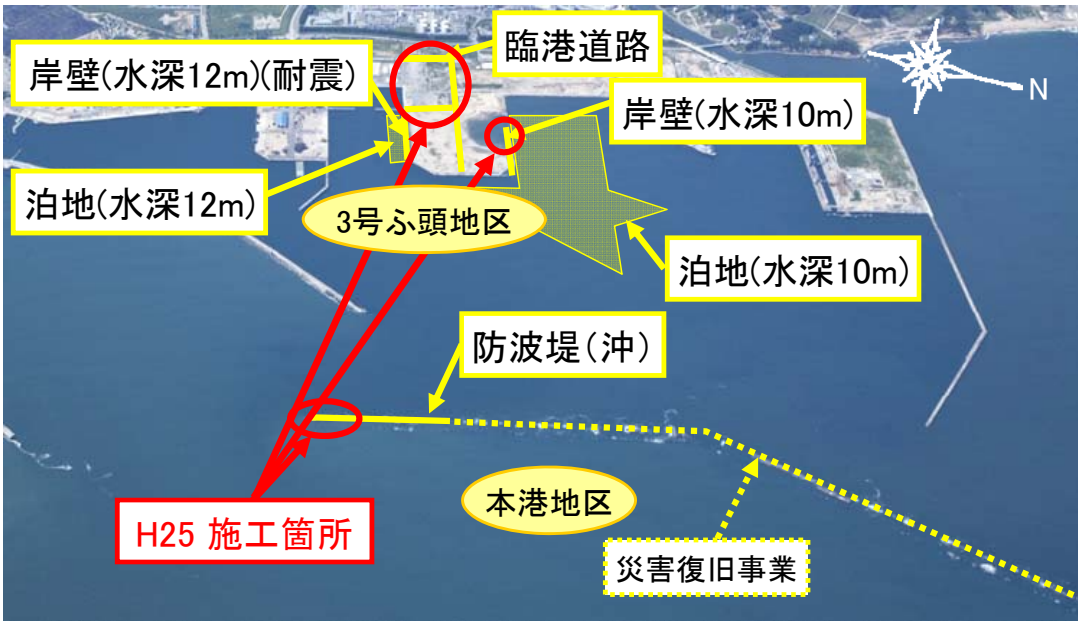 臨港道路
岸壁(水深12m)(耐震)
岸壁(水深10m)
N
泊地(水深12m)
3号ふ頭地区
泊地(水深10m)
防波堤(沖)
本港地区
H25 施工箇所
災害復旧事業